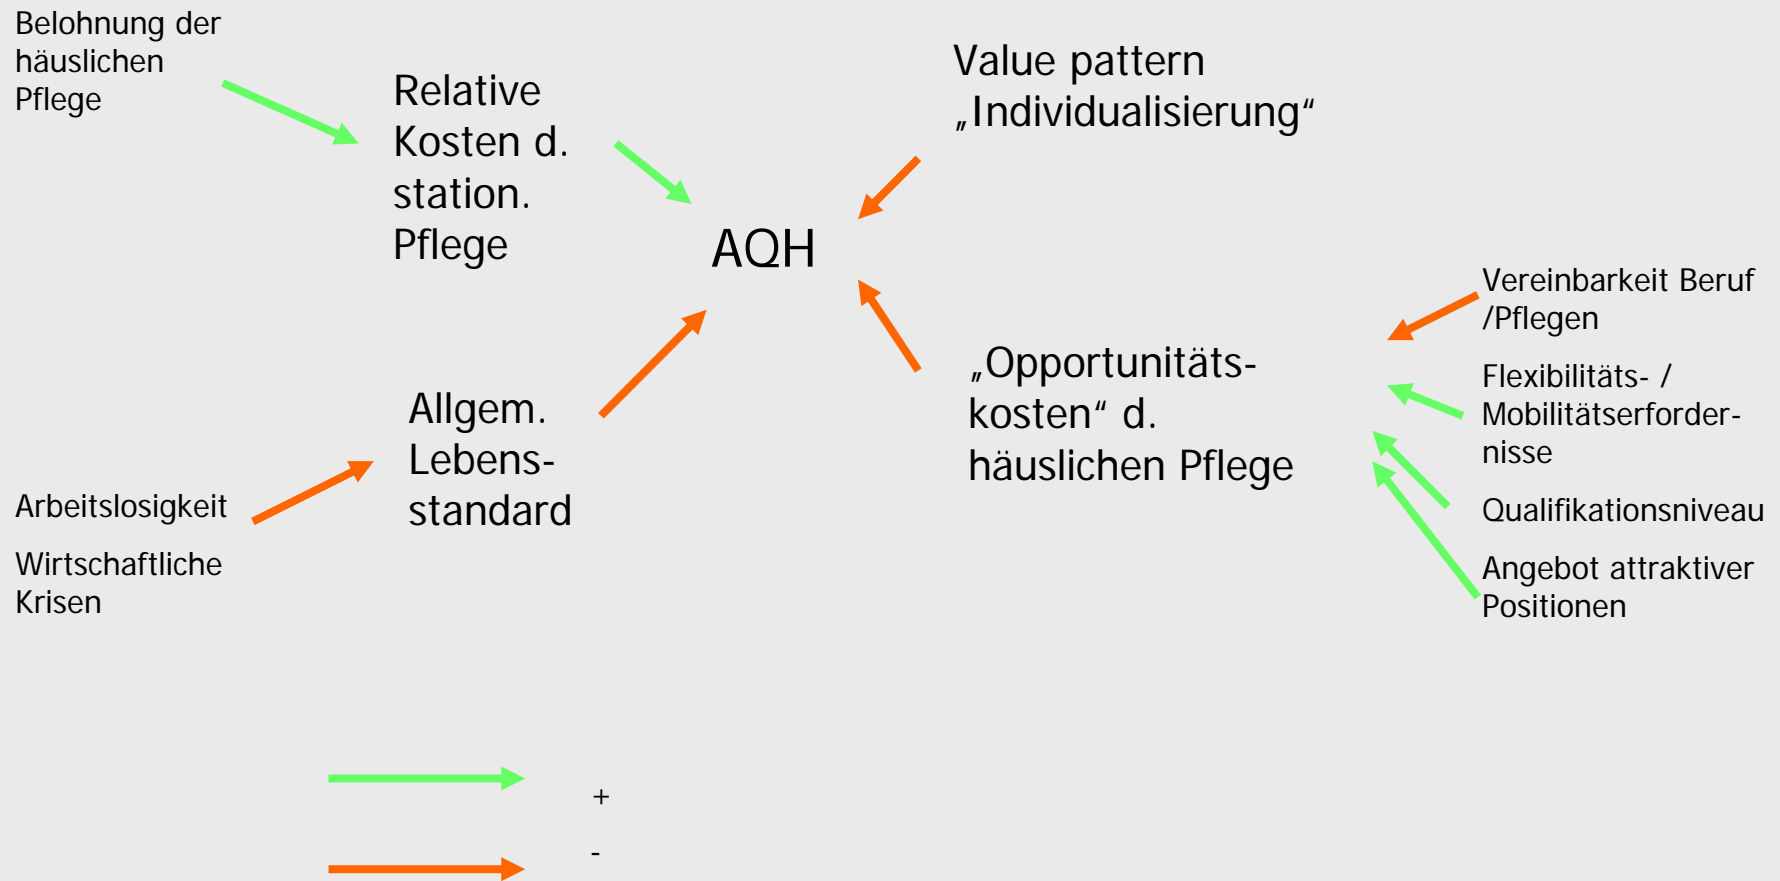 Belohnung der
häuslichen
Pflege
Relative
Kosten d.
station.
Pflege
Value pattern
„Individualisierung“
AQH
Allgem.
Lebens-
standard
Arbeitslosigkeit
Wirtschaftliche
Krisen
„Opportunitäts-
kosten“ d.
häuslichen Pflege
Vereinbarkeit Beruf
/Pflegen
Flexibilitäts- /
Mobilitätserforder-
nisse
Qualifikationsniveau
Angebot attraktiver
Positionen
+
-